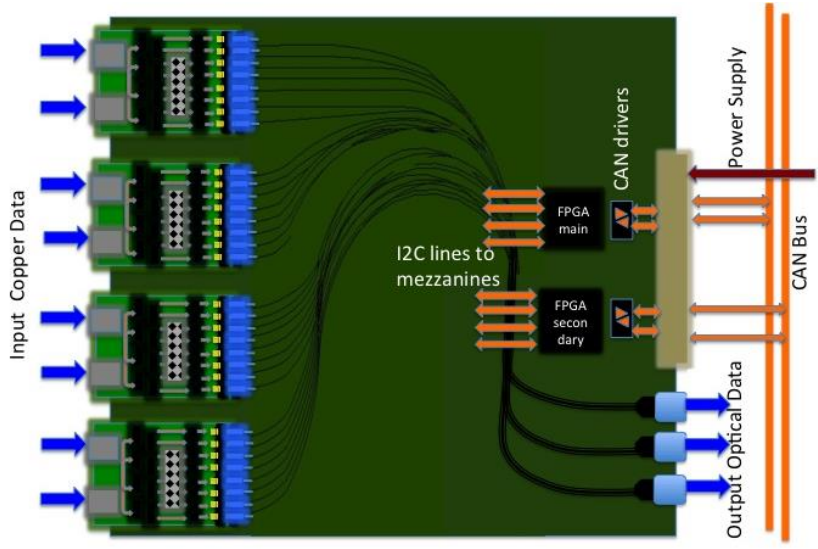 Input Copper Data
I2C lines to
mezzanines
FPGA
main
FPGA
secon
dary
CAN drivers
Power Supply
CAN Bus
Output Optical Data